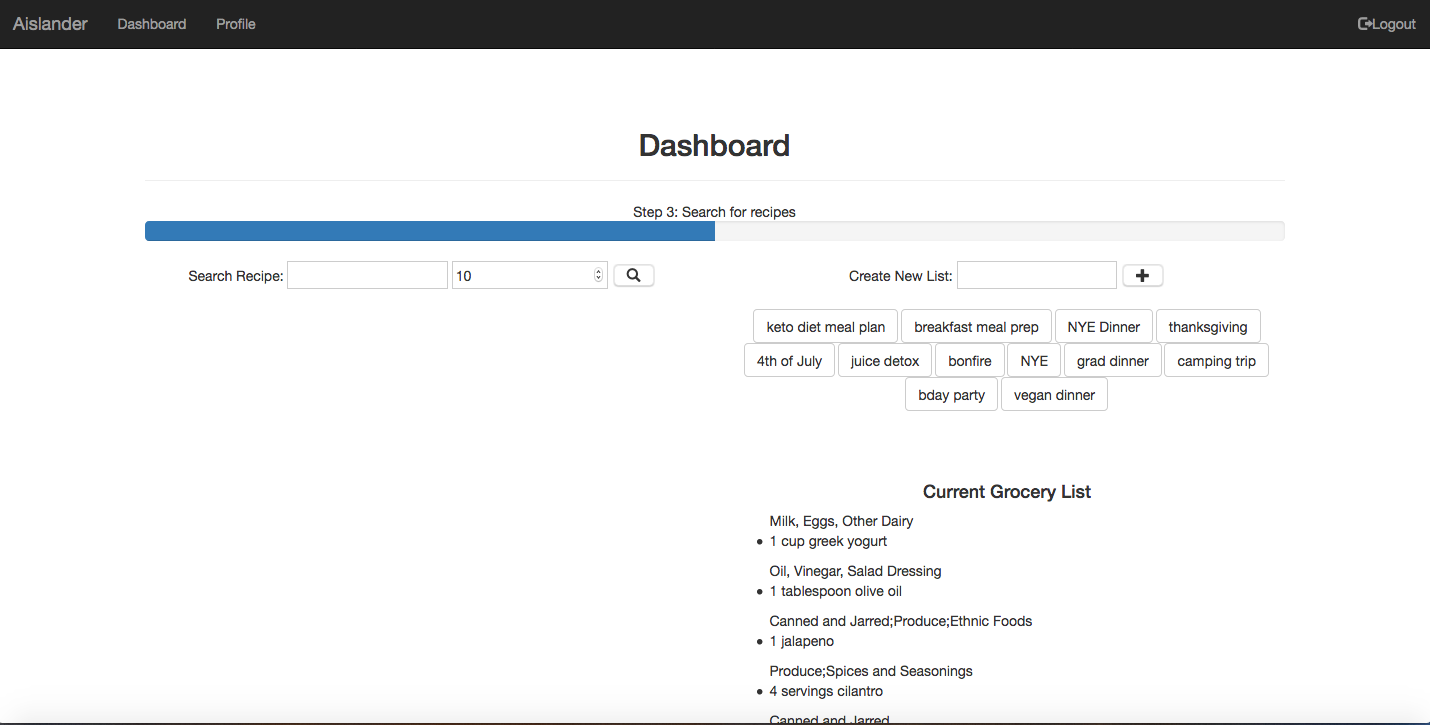 Aislander Dashboard Profile Logout
Dashboard
Step 3: Search for recipes
Search Recipe: 10
Create New List:
keto diet meal plan breakfast meal prep NYE Dinner thanksgiving
4th of July juice detox bonfire NYE grad dinner camping trip
bday party vegan dinner
Current Grocery List
Milk, Eggs, Other Dairy
• 1 cup greek yogurt
Oil, Vinegar, Salad Dressing
• 1 tablespoon olive oil
Canned and Jarred;Produce;Ethnic Foods
• 1 jalapeno
Produce;Spices and Seasonings
• 4 servings cilantro
Canned and Jarred